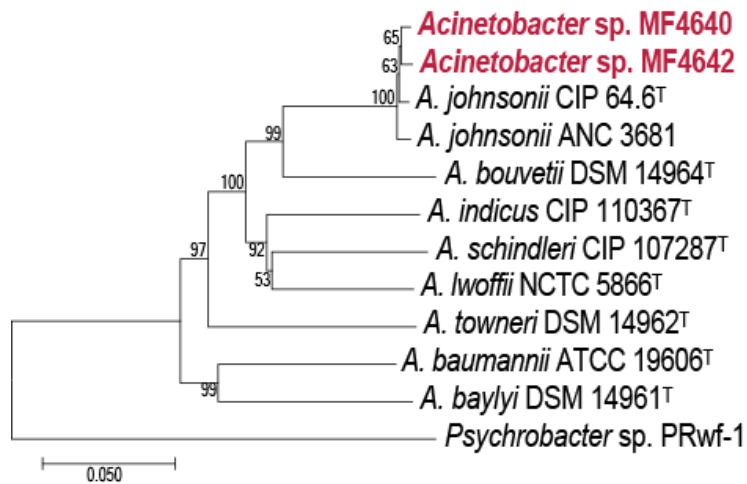 Acinetobacter sp. MF4640
65
Acinetobacter sp. MF4642
63
A. johnsonii CIP 64.6ᵀ
100
A. johnsonii ANC 3681
99
A. bouvetii DSM 14964ᵀ
100
A. indicus CIP 110367ᵀ
92
A. schindleri CIP 107287ᵀ
97
53
A. lwoffii NCTC 5866ᵀ
A. towneri DSM 14962ᵀ
A. baumannii ATCC 19606ᵀ
99
A. baylyi DSM 14961ᵀ
Psychrobacter sp. PRwf-1
0.050